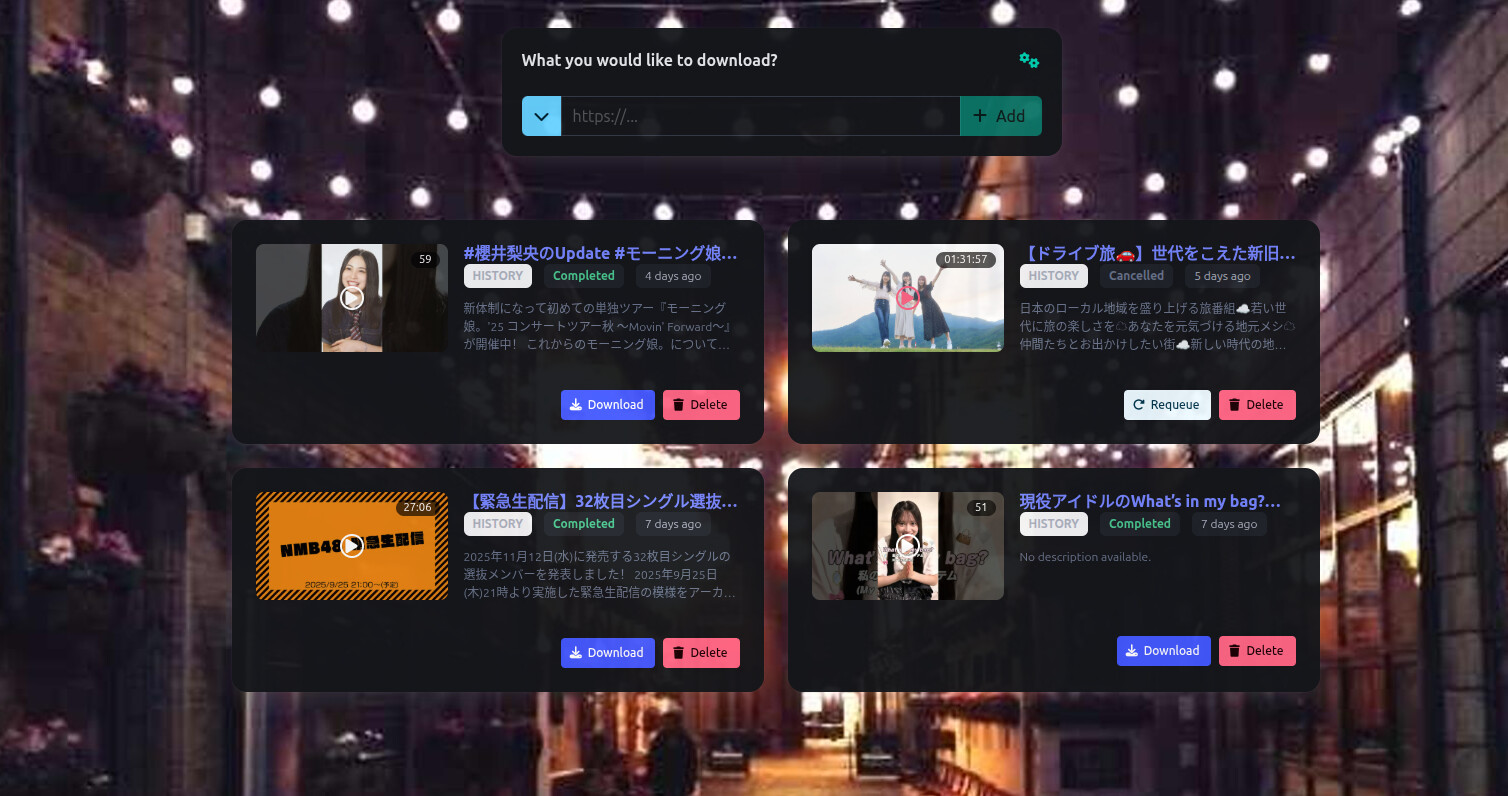 What you would like to download?
https://...
Add
59
#櫻井梨央のUpdate #モーニング娘...
HISTORY Completed 4 days ago
新体制になって初めての単独ツアー『モーニング
娘。'25 コンサートツアー秋 〜Movin' Forward〜』
が開催中！ これからのモーニング娘。について...
Download Delete
01:31:57
【ドライブ旅🚗】世代をこえた新旧...
HISTORY Cancelled 5 days ago
日本のローカル地域を盛り上げる旅番組☁️若い世
代に旅の楽しさを☁あなたを元気づける地元メシ☁
仲間たちとお出かけしたい街☁️新しい時代の地...
Requeue Delete
27:06
NMB48 急生配信
2025/9/25 21:00〜(予定)
【緊急生配信】32枚目シングル選抜...
HISTORY Completed 7 days ago
2025年11月12日(水)に発売する32枚目シングルの
選抜メンバーを発表しました！ 2025年9月25日
(木)21時より実施した緊急生配信の模様をアーカ...
Download Delete
51
What' bag?
現役アイドルのWhat's in my bag?...
HISTORY Completed 7 days ago
No description available.
Download Delete